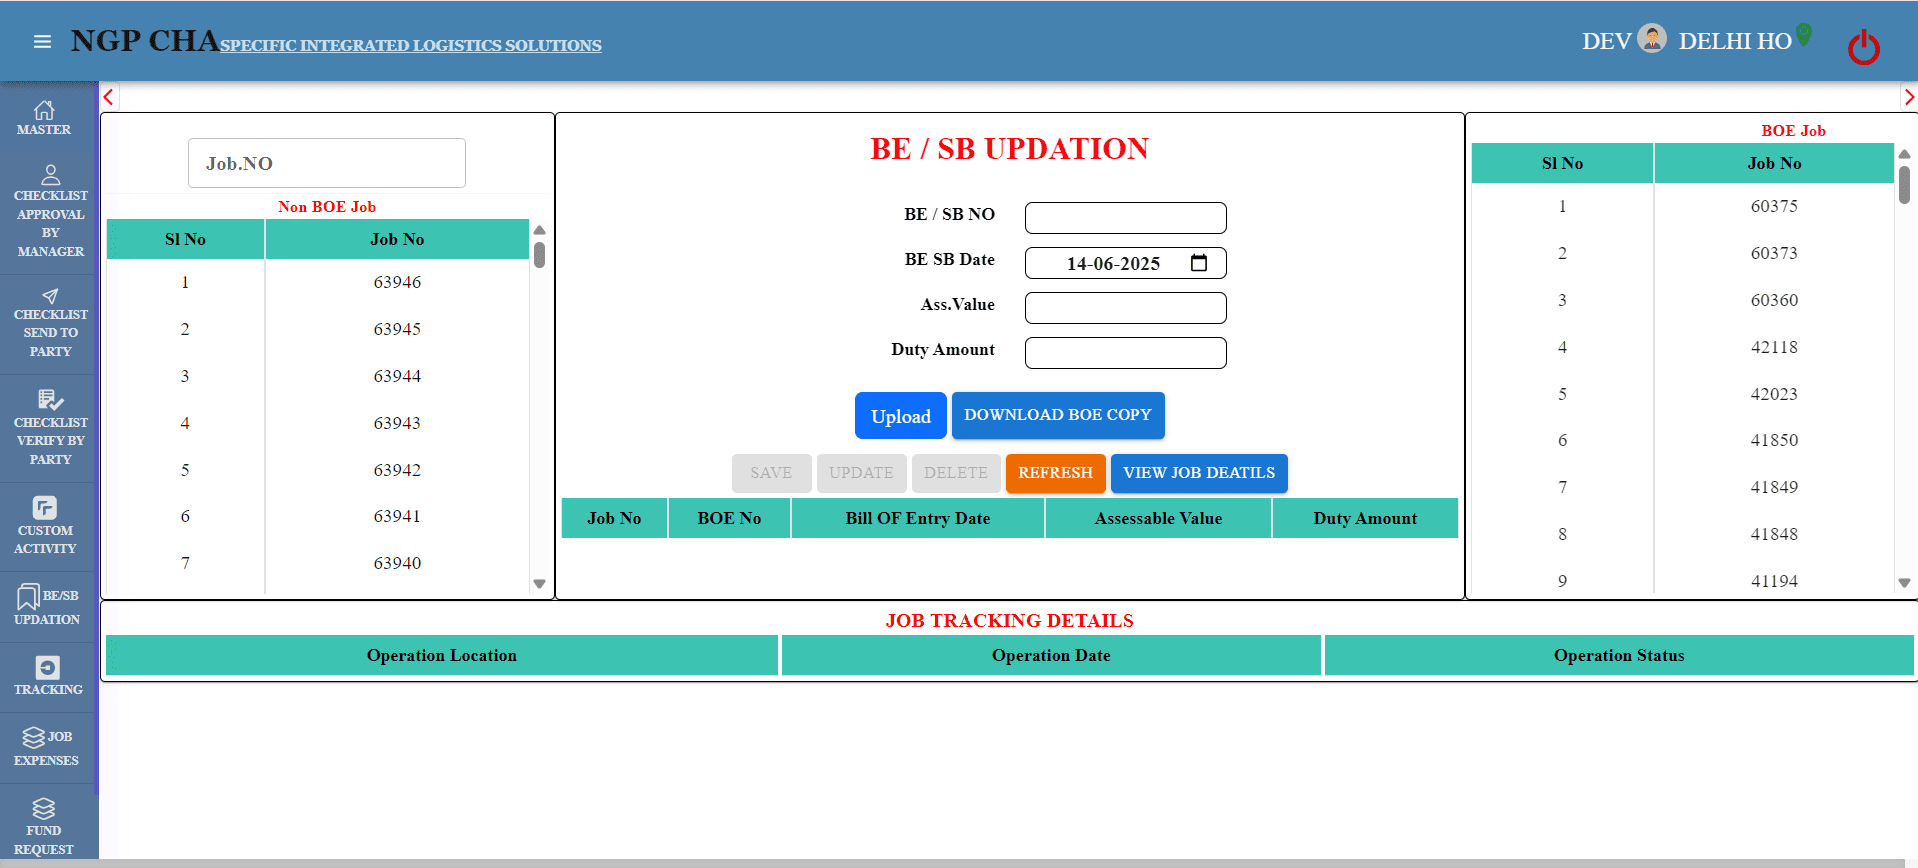 NGP CHA SPECIFIC INTEGRATED LOGISTICS SOLUTIONS
DEV DELHI HO
MASTER
CHECKLIST
APPROVAL
BY
MANAGER
CHECKLIST
SEND TO
PARTY
CHECKLIST
VERIFY BY
PARTY
CUSTOM
ACTIVITY
BE/SB
UPDATION
TRACKING
JOB
EXPENSES
FUND
REQUEST
Job.NO
Non BOE Job
Sl No Job No
1 63946
2 63945
3 63944
4 63943
5 63942
6 63941
7 63940
BE / SB UPDATION
BE / SB NO
BE SB Date 14-06-2025
Ass.Value
Duty Amount
Upload DOWNLOAD BOE COPY
SAVE UPDATE DELETE REFRESH VIEW JOB DEATILS
Job No BOE No Bill OF Entry Date Assessable Value Duty Amount
BOE Job
Sl No Job No
1 60375
2 60373
3 60360
4 42118
5 42023
6 41850
7 41849
8 41848
9 41194
JOB TRACKING DETAILS
Operation Location Operation Date Operation Status